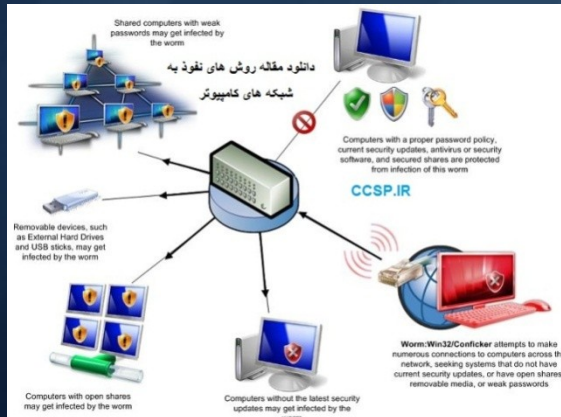 Shared computers with weak
passwords may get infected by
the worm
دانلود مقاله روش های نفوذ به
شبکه های کامپیوتر
Computers with a proper password policy,
current security updates, antivirus or security
software, and secured shares are protected
from infection of this worm
CCSP.IR
Removable devices, such
as External Hard Drives
and USB sticks, may get
infected by the worm
Worm:Win32/Conficker attempts to make
numerous connections to computers across th
network, seeking systems that do not have
current security updates, or have open shares
removable media, or weak passwords
Computers with open shares
may get infected by the worm
Computers without the latest security
updates may get infected by the